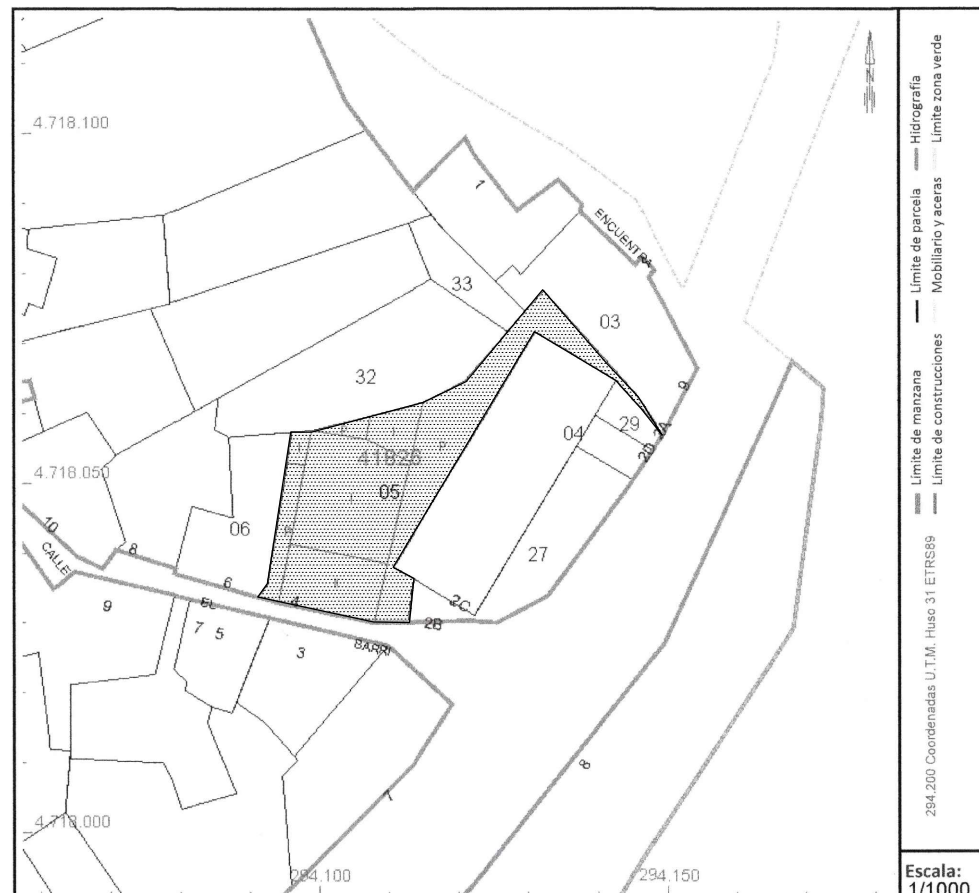 4.718.100
1
ENCUENTRA
33
03
32
9
29
2A
04
2D
41826
P
4.718.050
05
I
06
27
10
8
CALLE
6
4
2C
EL
2B
9
7
5
BARRI
3
8
7
4.718.000
294.100
294.150
Límite de manzana
Límite de parcela
Hidrografía
Límite de construcciones
Mobiliario y aceras
Límite zona verde
294.200 Coordenadas U.T.M. Huso 31 ETRS89
Escala:
1/1000